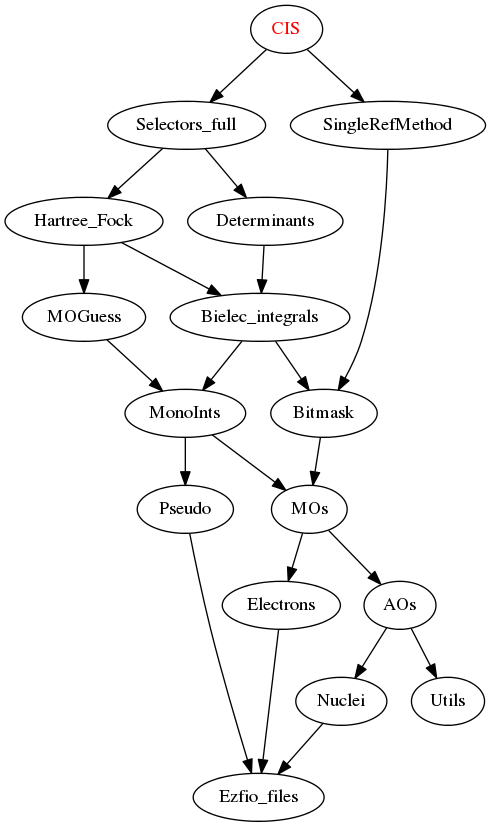 CIS
Selectors_full
SingleRefMethod
Hartree_Fock
Determinants
MOGuess
Bielec_integrals
MonoInts
Bitmask
Pseudo
MOs
Electrons
AOs
Nuclei
Utils
Ezfio_files